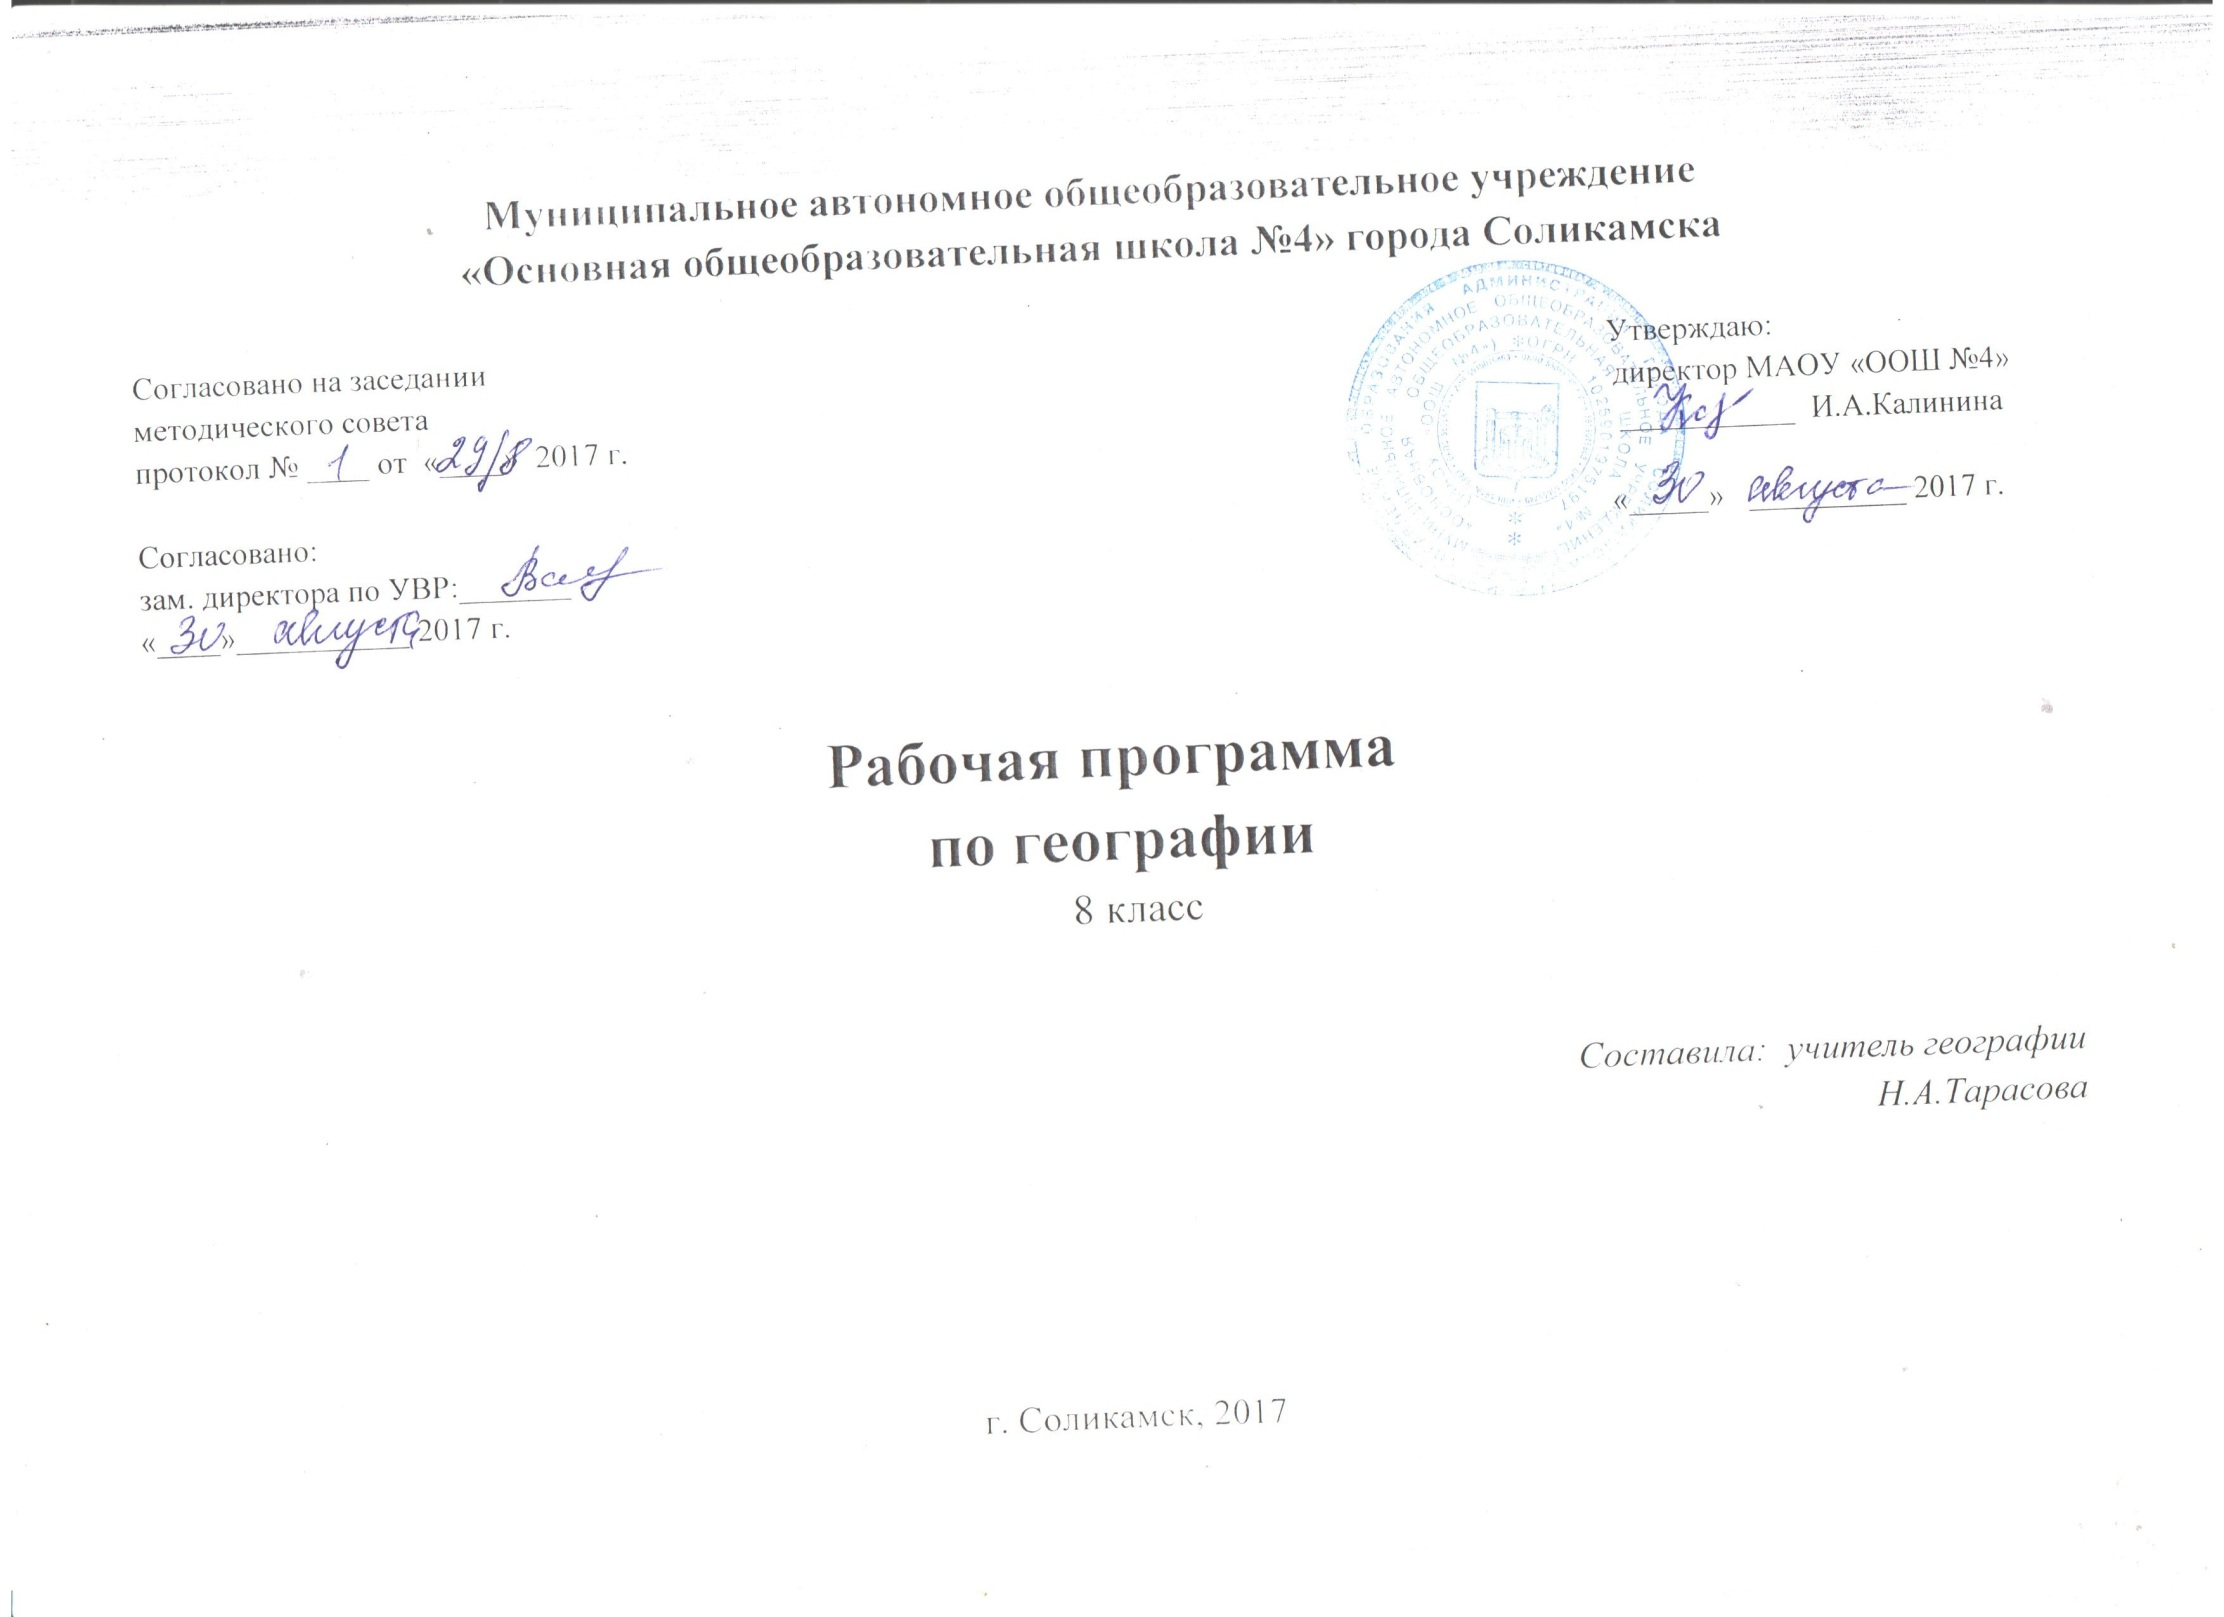 Муниципальное автономное общеобразовательное учреждение
«Основная общеобразовательная школа №4» города Соликамска
Согласовано на заседании
методического совета
протокол № 1 от «29/8 2017 г.
Согласовано:
зам. директора по УВР:
«30» августа 2017 г.
Утверждаю:
директор МАОУ «ООШ №4»
И.А.Калинина
«30» августа 2017 г.
Рабочая программа
по географии
8 класс
Составила: учитель географии
Н.А.Тарасова
г. Соликамск, 2017